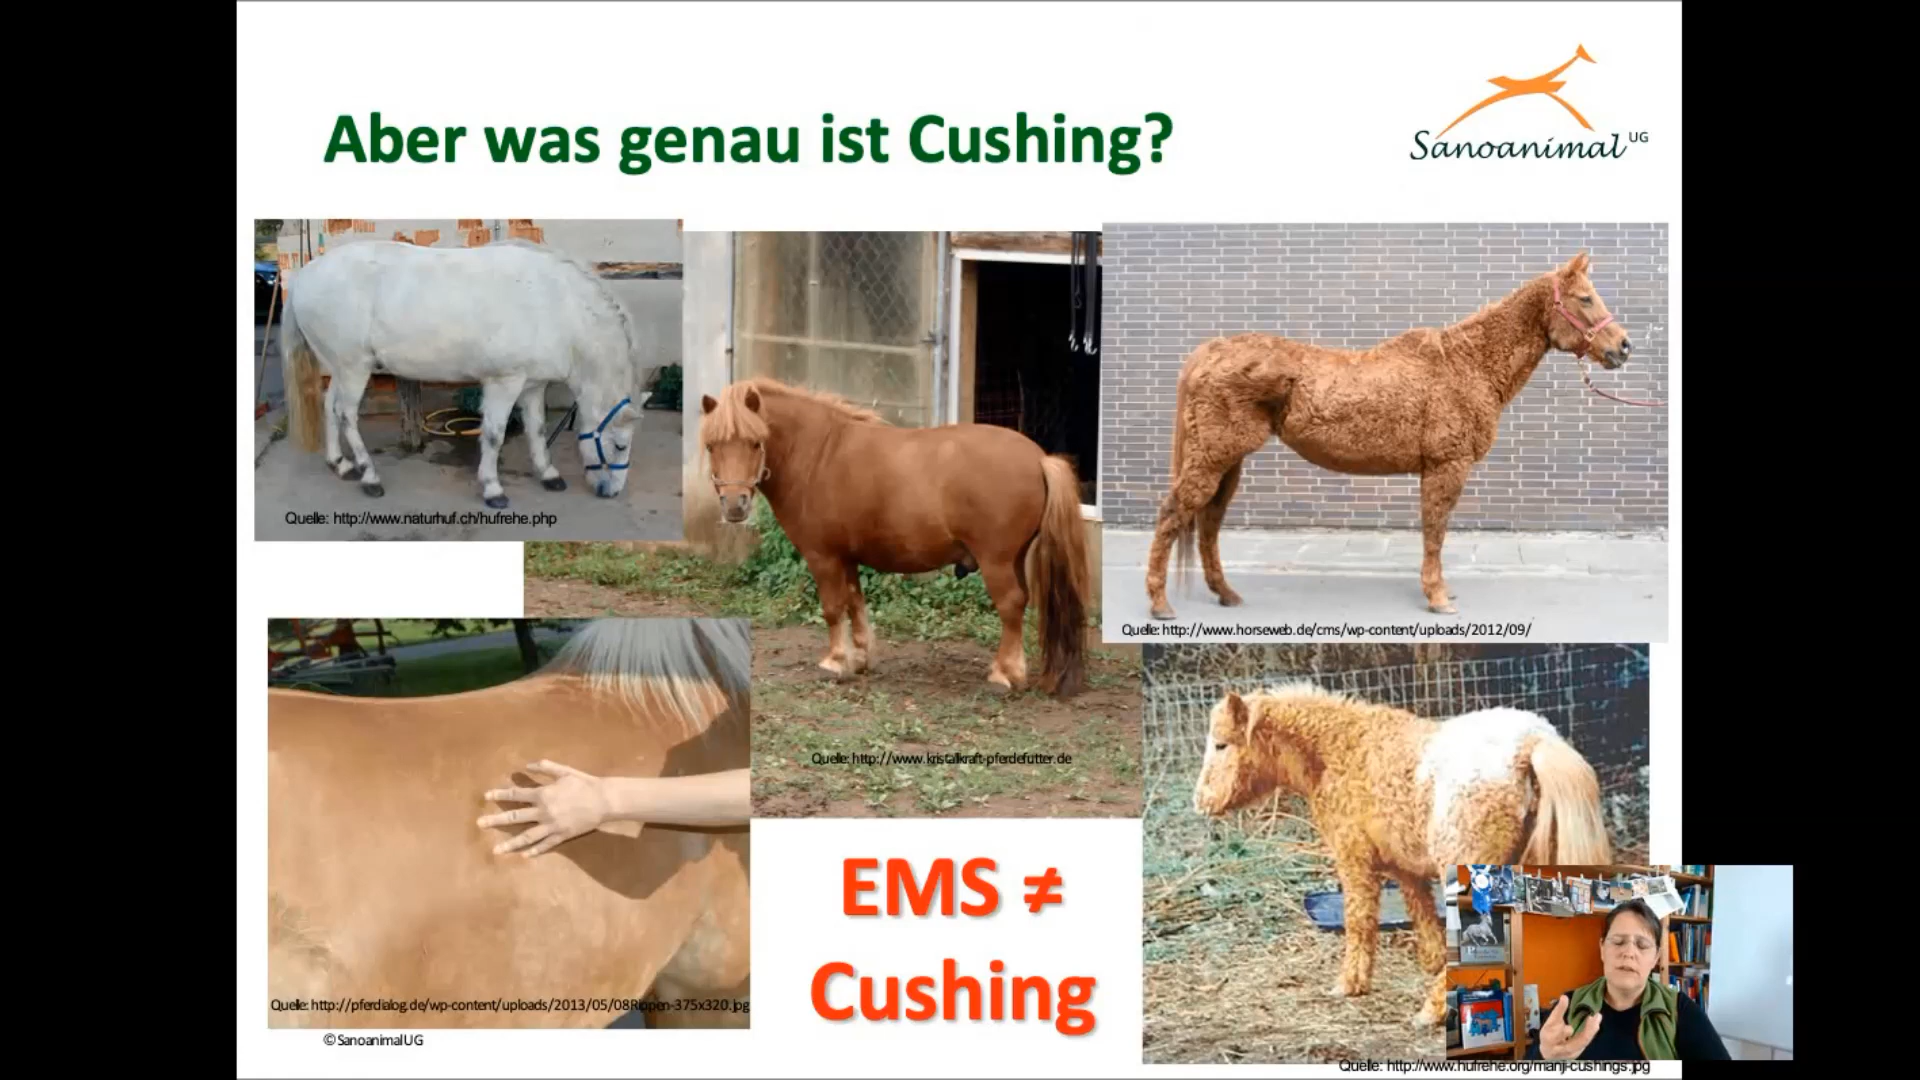 Aber was genau ist Cushing?
Sanoanimal UG
Quelle: http://www.naturhuf.ch/hufrehe.php
Quelle: http://www.horseweb.de/cms/wp-content/uploads/2012/09/
Quelle: http://www.kristallkraft-pferdefutter.de
EMS ≠
Cushing
Quelle: http://pferdialog.de/wp-content/uploads/2013/05/08Rippen-375x320.jpg
© Sanoanimal UG
Quelle: http://www.hufrehe.org/manji-cushings.jpg